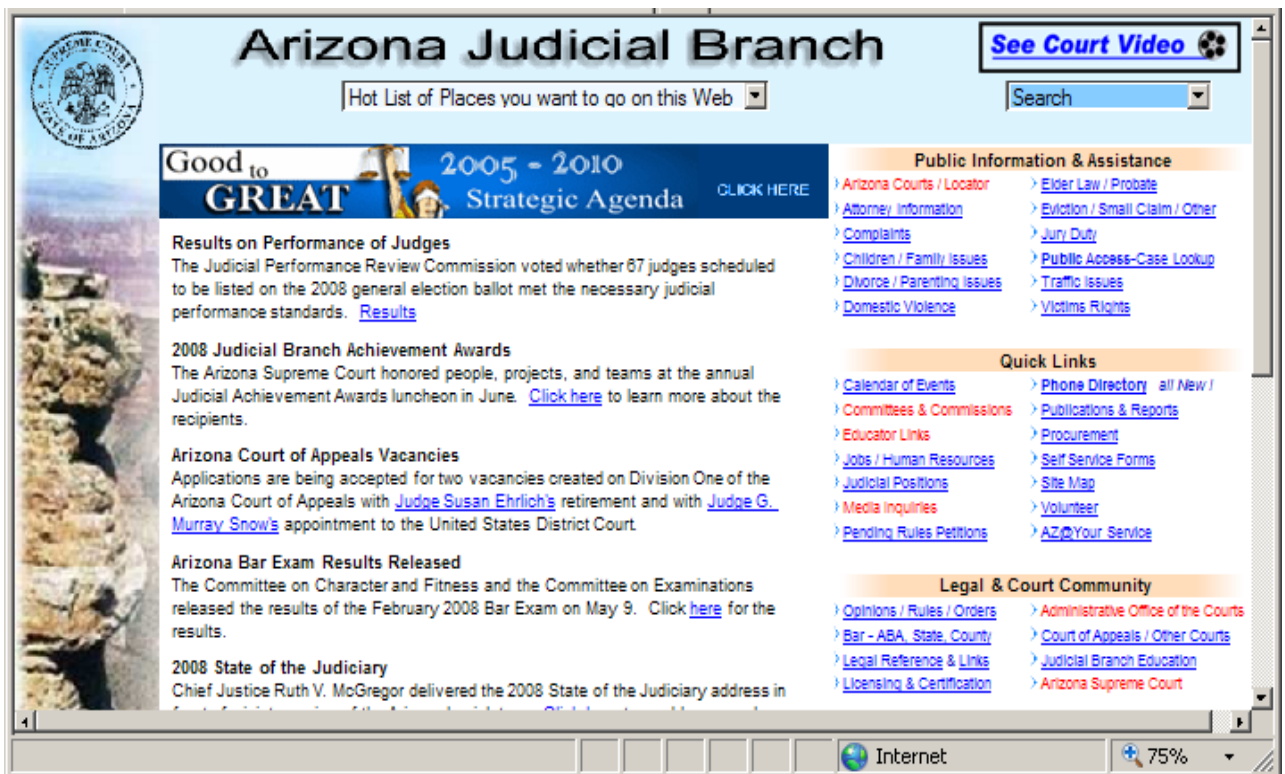 SUPREME COURT
STATE OF ARIZONA
Arizona Judicial Branch
See Court Video
Hot List of Places you want to go on this Web
Search
Good to
GREAT
2005 - 2010
Strategic Agenda
CLICK HERE
Results on Performance of Judges
The Judicial Performance Review Commission voted whether 67 judges scheduled
to be listed on the 2008 general election ballot met the necessary judicial
performance standards. Results
2008 Judicial Branch Achievement Awards
The Arizona Supreme Court honored people, projects, and teams at the annual
Judicial Achievement Awards luncheon in June. Click here to learn more about the
recipients.
Arizona Court of Appeals Vacancies
Applications are being accepted for two vacancies created on Division One of the
Arizona Court of Appeals with Judge Susan Ehrlich's retirement and with Judge G.
Murray Snow's appointment to the United States District Court.
Arizona Bar Exam Results Released
The Committee on Character and Fitness and the Committee on Examinations
released the results of the February 2008 Bar Exam on May 9. Click here for the
results.
2008 State of the Judiciary
Chief Justice Ruth V. McGregor delivered the 2008 State of the Judiciary address in
Public Information & Assistance
Arizona Courts / Locator
Elder Law / Probate
Attorney Information
Eviction / Small Claim / Other
Complaints
Jury Duty
Children / Family Issues
Public Access-Case Lookup
Divorce / Parenting Issues
Traffic Issues
Domestic Violence
Victims Rights
Quick Links
Calendar of Events
Phone Directory all New !
Committees & Commissions
Publications & Reports
Educator Links
Procurement
Jobs / Human Resources
Self Service Forms
Judicial Positions
Site Map
Media Inquiries
Volunteer
Pending Rules Petitions
AZ@Your Service
Legal & Court Community
Opinions / Rules / Orders
Administrative Office of the Courts
Bar - ABA, State, County
Court of Appeals / Other Courts
Legal Reference & Links
Judicial Branch Education
Licensing & Certification
Arizona Supreme Court
Internet
75%